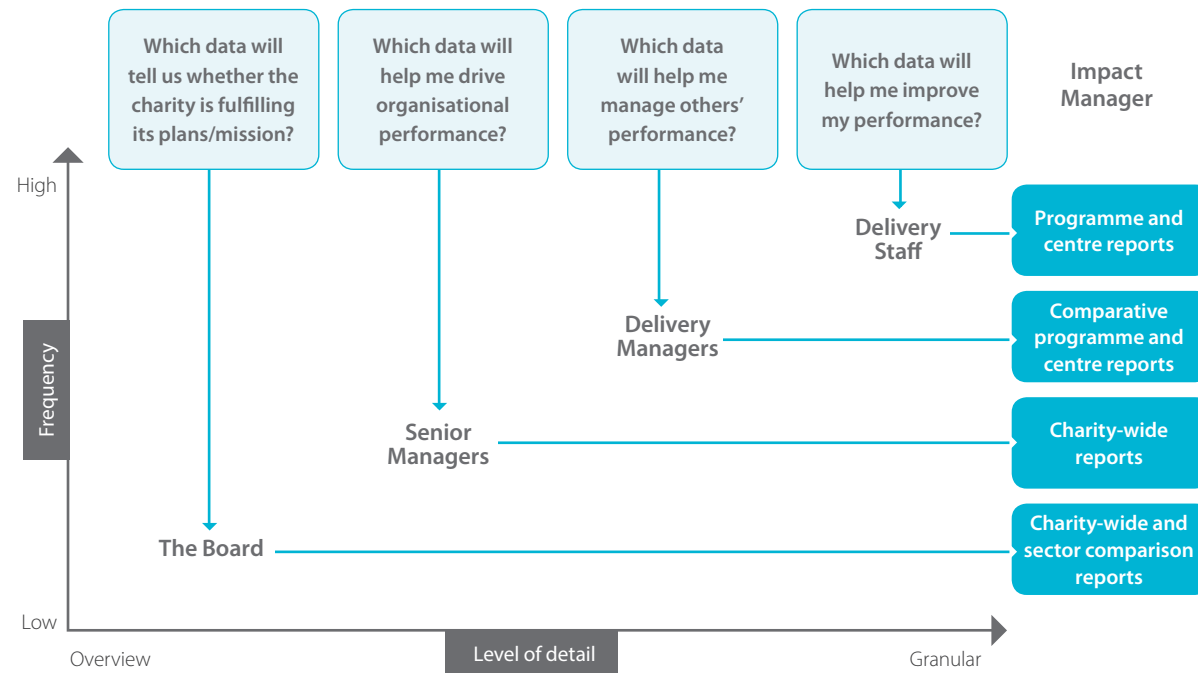 Which data will
tell us whether the
charity is fulfilling
its plans/mission?
Which data will
help me drive
organisational
performance?
Which data
will help me
manage others’
performance?
Which data will
help me improve
my performance?
Impact
Manager
High
Delivery
Staff
Programme and
centre reports
Delivery
Managers
Comparative
programme and
centre reports
Frequency
Senior
Managers
Charity-wide
reports
The Board
Charity-wide and
sector comparison
reports
Low
Overview
Level of detail
Granular